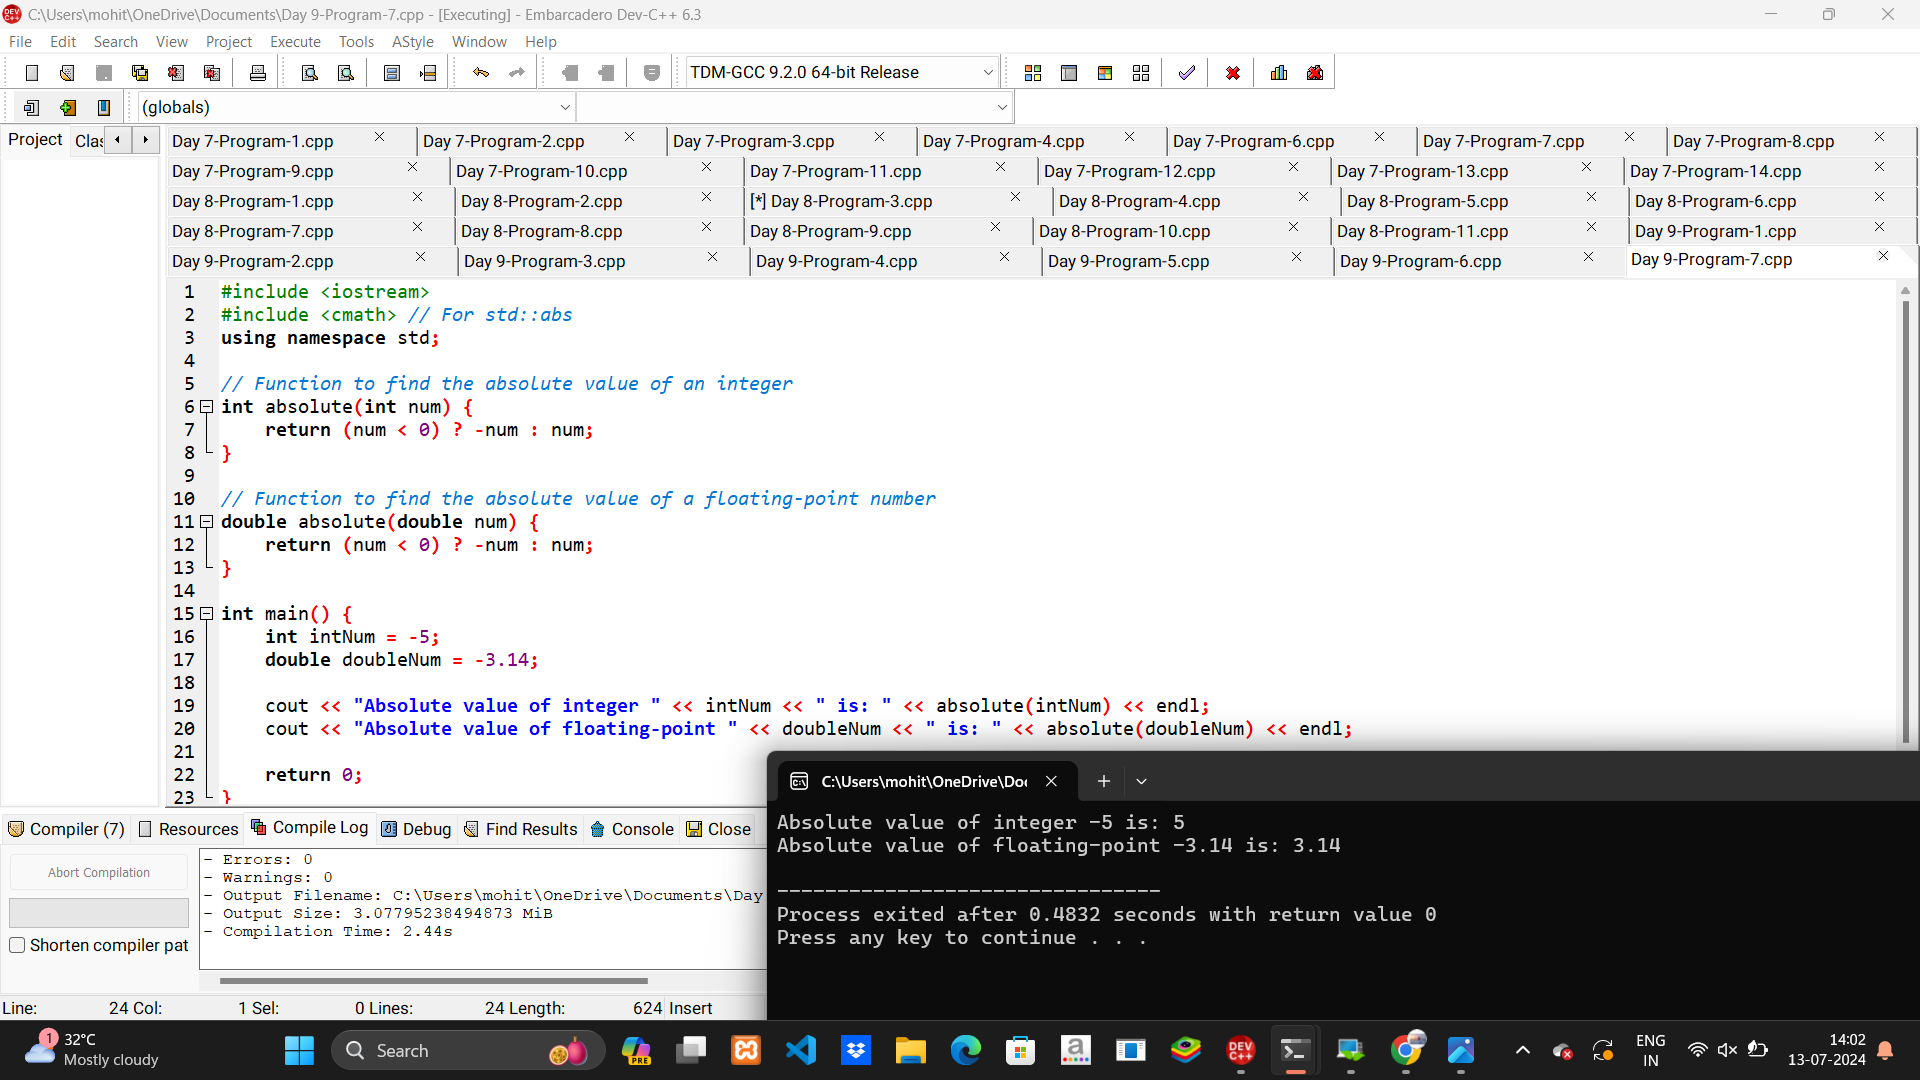 C:\Users\mohit\OneDrive\Documents\Day 9-Program-7.cpp - [Executing] - Embarcadero Dev-C++ 6.3
File Edit Search View Project Execute Tools AStyle Window Help
TDM-GCC 9.2.0 64-bit Release
(globals)
Project Clas
Day 7-Program-1.cpp Day 7-Program-2.cpp Day 7-Program-3.cpp Day 7-Program-4.cpp Day 7-Program-6.cpp Day 7-Program-7.cpp Day 7-Program-8.cpp
Day 7-Program-9.cpp Day 7-Program-10.cpp Day 7-Program-11.cpp Day 7-Program-12.cpp Day 7-Program-13.cpp Day 7-Program-14.cpp
Day 8-Program-1.cpp Day 8-Program-2.cpp [*] Day 8-Program-3.cpp Day 8-Program-4.cpp Day 8-Program-5.cpp Day 8-Program-6.cpp
Day 8-Program-7.cpp Day 8-Program-8.cpp Day 8-Program-9.cpp Day 8-Program-10.cpp Day 8-Program-11.cpp Day 9-Program-1.cpp
Day 9-Program-2.cpp Day 9-Program-3.cpp Day 9-Program-4.cpp Day 9-Program-5.cpp Day 9-Program-6.cpp Day 9-Program-7.cpp
1 #include <iostream>
2 #include <cmath> // For std::abs
3 using namespace std;
4
5 // Function to find the absolute value of an integer
6 int absolute(int num) {
7 return (num < 0) ? -num : num;
8 }
9
10 // Function to find the absolute value of a floating-point number
11 double absolute(double num) {
12 return (num < 0) ? -num : num;
13 }
14
15 int main() {
16 int intNum = -5;
17 double doubleNum = -3.14;
18
19 cout << "Absolute value of integer " << intNum << " is: " << absolute(intNum) << endl;
20 cout << "Absolute value of floating-point " << doubleNum << " is: " << absolute(doubleNum) << endl;
21
22 return 0;
23 }
Compiler (7) Resources Compile Log Debug Find Results Console Close
Abort Compilation
Shorten compiler pat
- Errors: 0
- Warnings: 0
- Output Filename: C:\Users\mohit\OneDrive\Documents\Day
- Output Size: 3.07795238494873 MiB
- Compilation Time: 2.44s
C:\Users\mohit\OneDrive\Doc
Absolute value of integer -5 is: 5
Absolute value of floating-point -3.14 is: 3.14
--------------------------------
Process exited after 0.4832 seconds with return value 0
Press any key to continue . . .
Line: 24 Col: 1 Sel: 0 Lines: 24 Length: 624 Insert
1
32°C
Mostly cloudy
Search
PRE
DEV C++
ENG
IN
14:02
13-07-2024